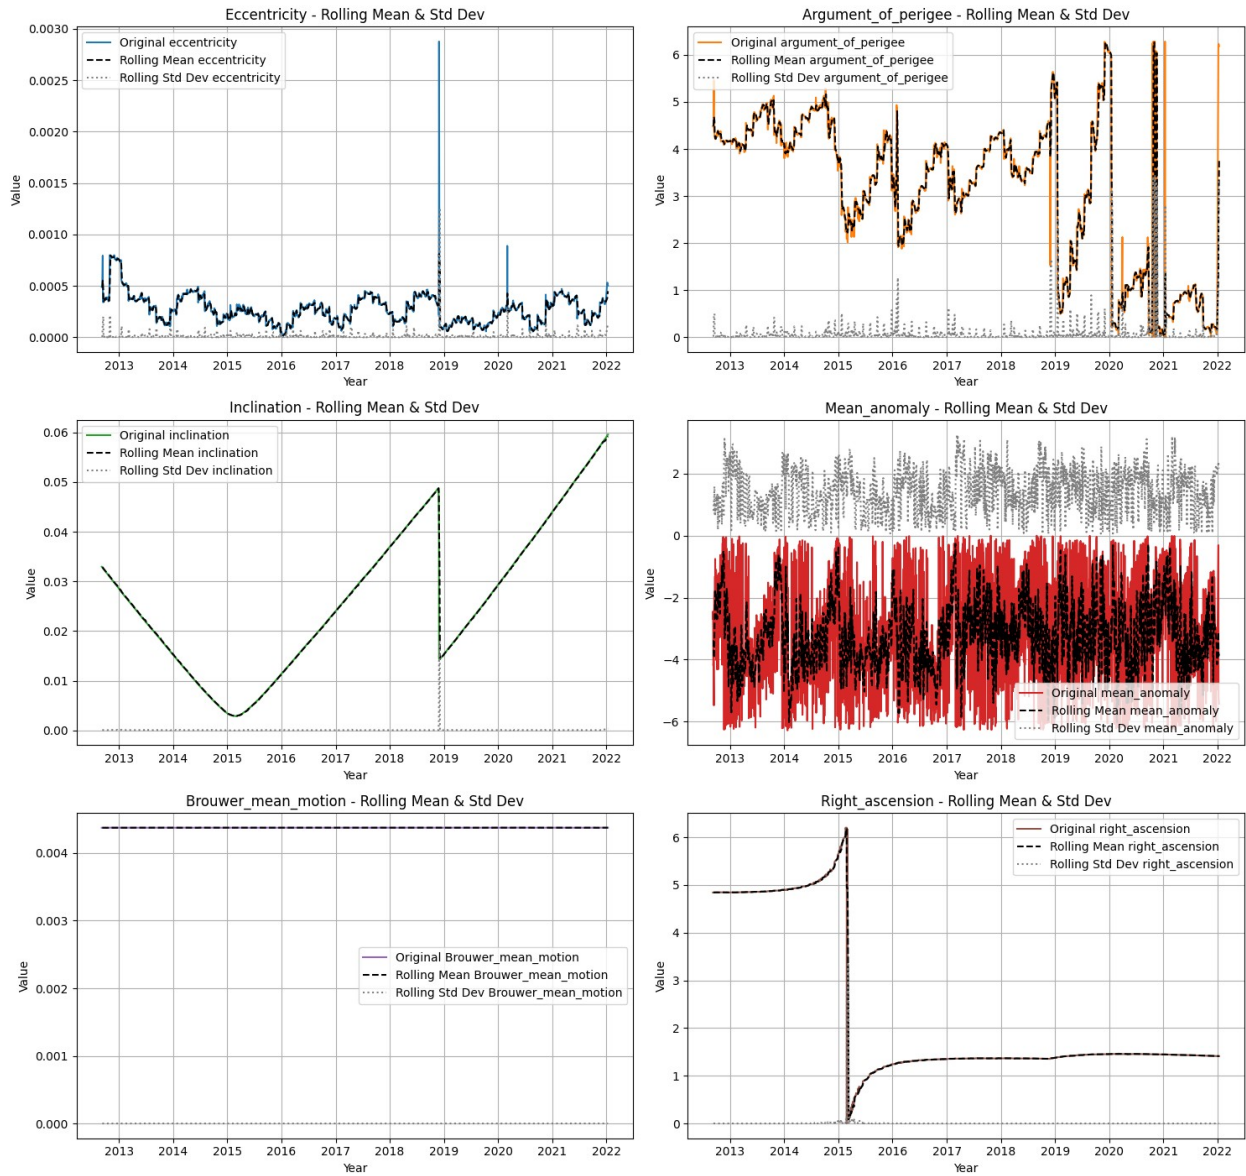 Eccentricity - Rolling Mean & Std Dev
Original eccentricity
Rolling Mean eccentricity
Rolling Std Dev eccentricity
0.0030
0.0025
0.0020
0.0015
0.0010
0.0005
0.0000
Value
2013 2014 2015 2016 2017 2018 2019 2020 2021 2022
Year
Argument_of_perigee - Rolling Mean & Std Dev
Original argument_of_perigee
Rolling Mean argument_of_perigee
Rolling Std Dev argument_of_perigee
6
5
4
3
2
1
0
Value
2013 2014 2015 2016 2017 2018 2019 2020 2021 2022
Year
Inclination - Rolling Mean & Std Dev
Original inclination
Rolling Mean inclination
Rolling Std Dev inclination
0.06
0.05
0.04
0.03
0.02
0.01
0.00
Value
2013 2014 2015 2016 2017 2018 2019 2020 2021 2022
Year
Mean_anomaly - Rolling Mean & Std Dev
2
0
−2
−4
−6
Value
Original mean_anomaly
Rolling Mean mean_anomaly
Rolling Std Dev mean_anomaly
2013 2014 2015 2016 2017 2018 2019 2020 2021 2022
Year
Brouwer_mean_motion - Rolling Mean & Std Dev
0.004
0.003
0.002
0.001
0.000
Value
Original Brouwer_mean_motion
Rolling Mean Brouwer_mean_motion
Rolling Std Dev Brouwer_mean_motion
2013 2014 2015 2016 2017 2018 2019 2020 2021 2022
Year
Right_ascension - Rolling Mean & Std Dev
Original right_ascension
Rolling Mean right_ascension
Rolling Std Dev right_ascension
6
5
4
3
2
1
0
Value
2013 2014 2015 2016 2017 2018 2019 2020 2021 2022
Year